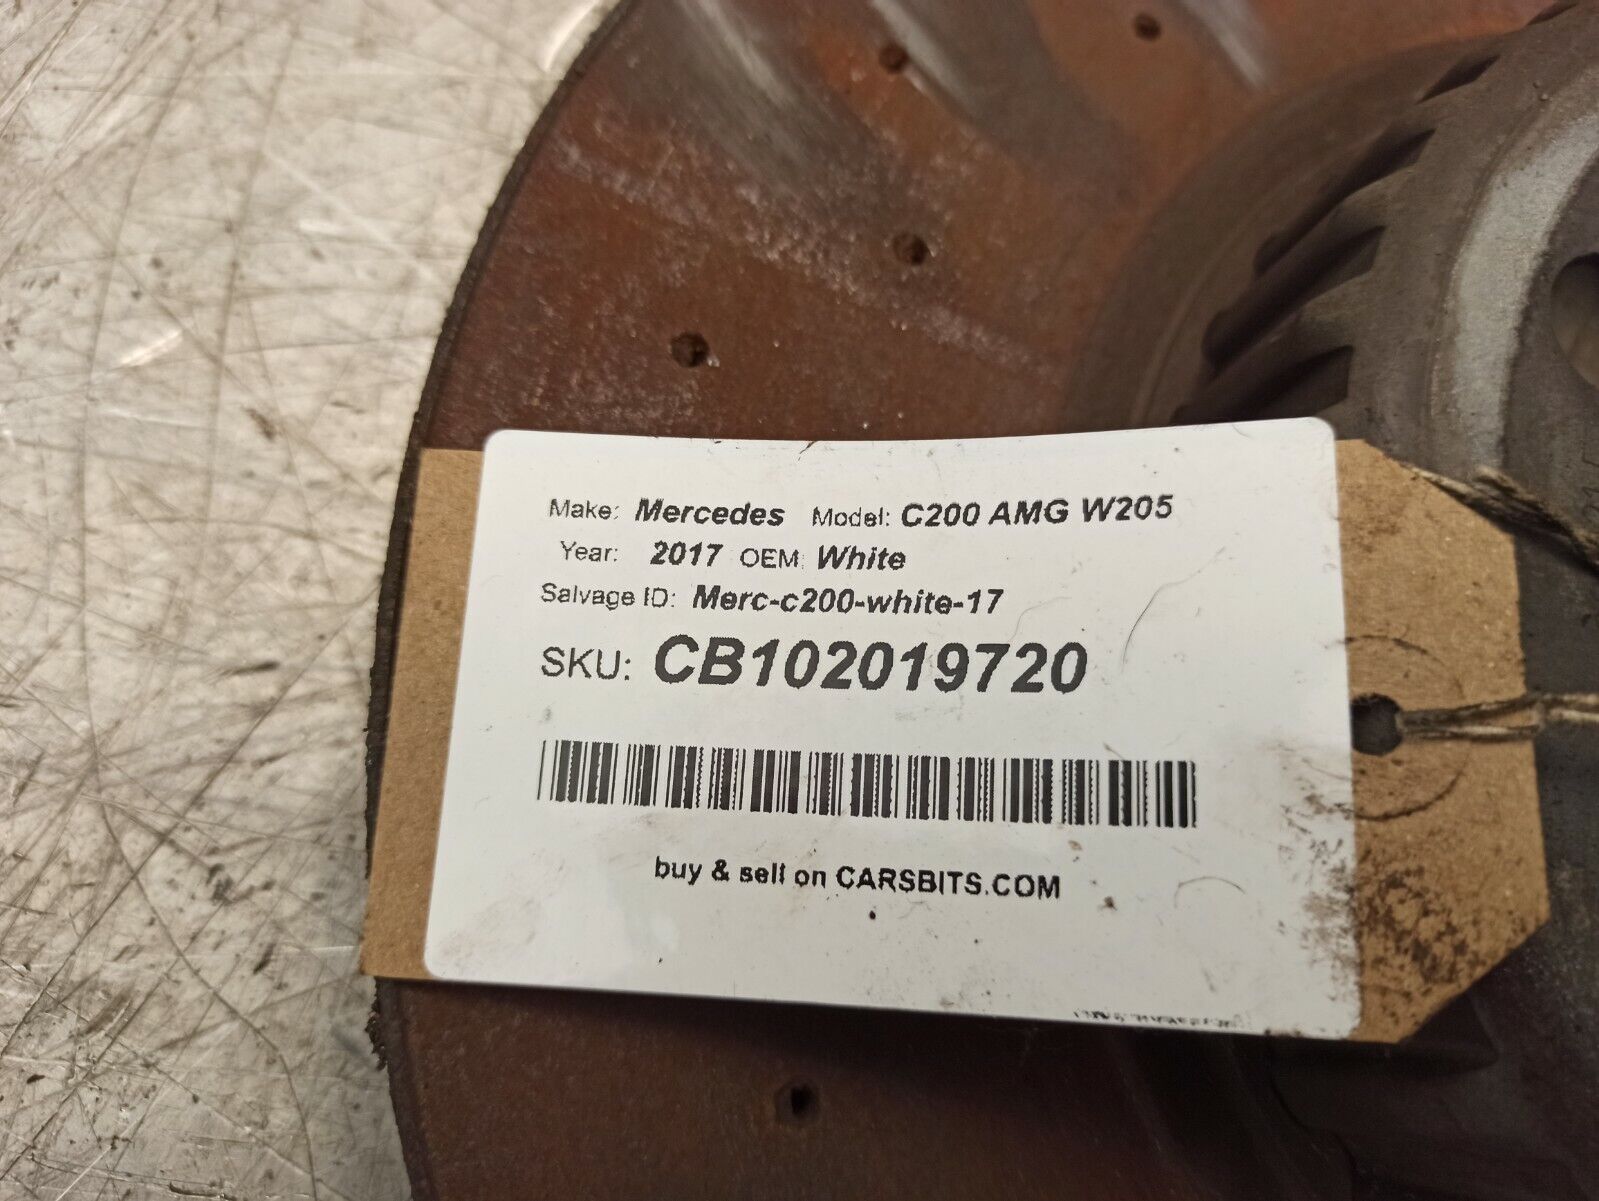 Make: Mercedes Model: C200 AMG W205
Year: 2017 OEM: White
Salvage ID: Merc-c200-white-17
SKU: CB102019720
buy & sell on CARSBITS.COM